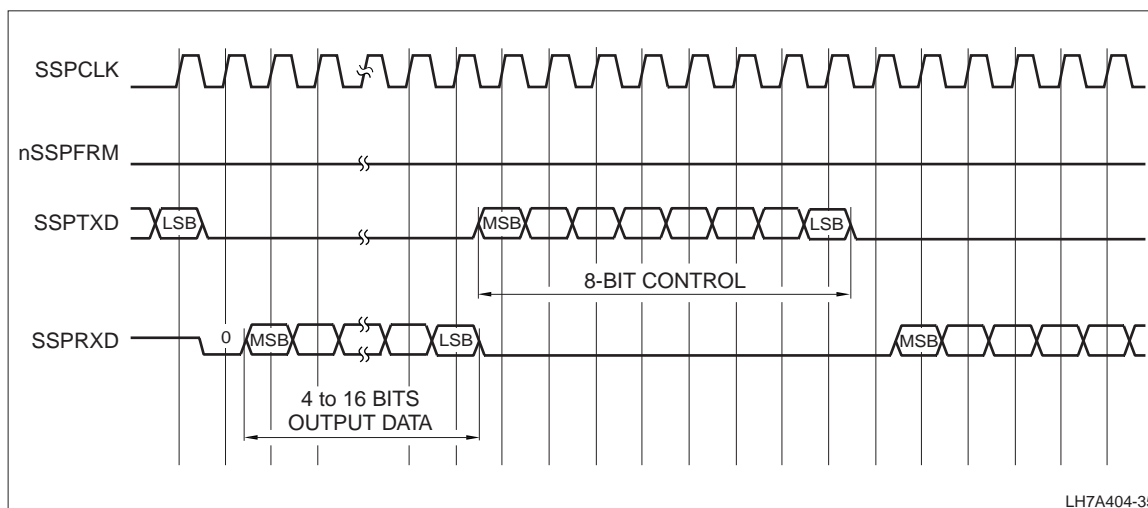 SSPCLK
nSSPFRM
SSPTXD
LSB
MSB
LSB
8-BIT CONTROL
SSPRXD
0
MSB
LSB
MSB
4 to 16 BITS
OUTPUT DATA